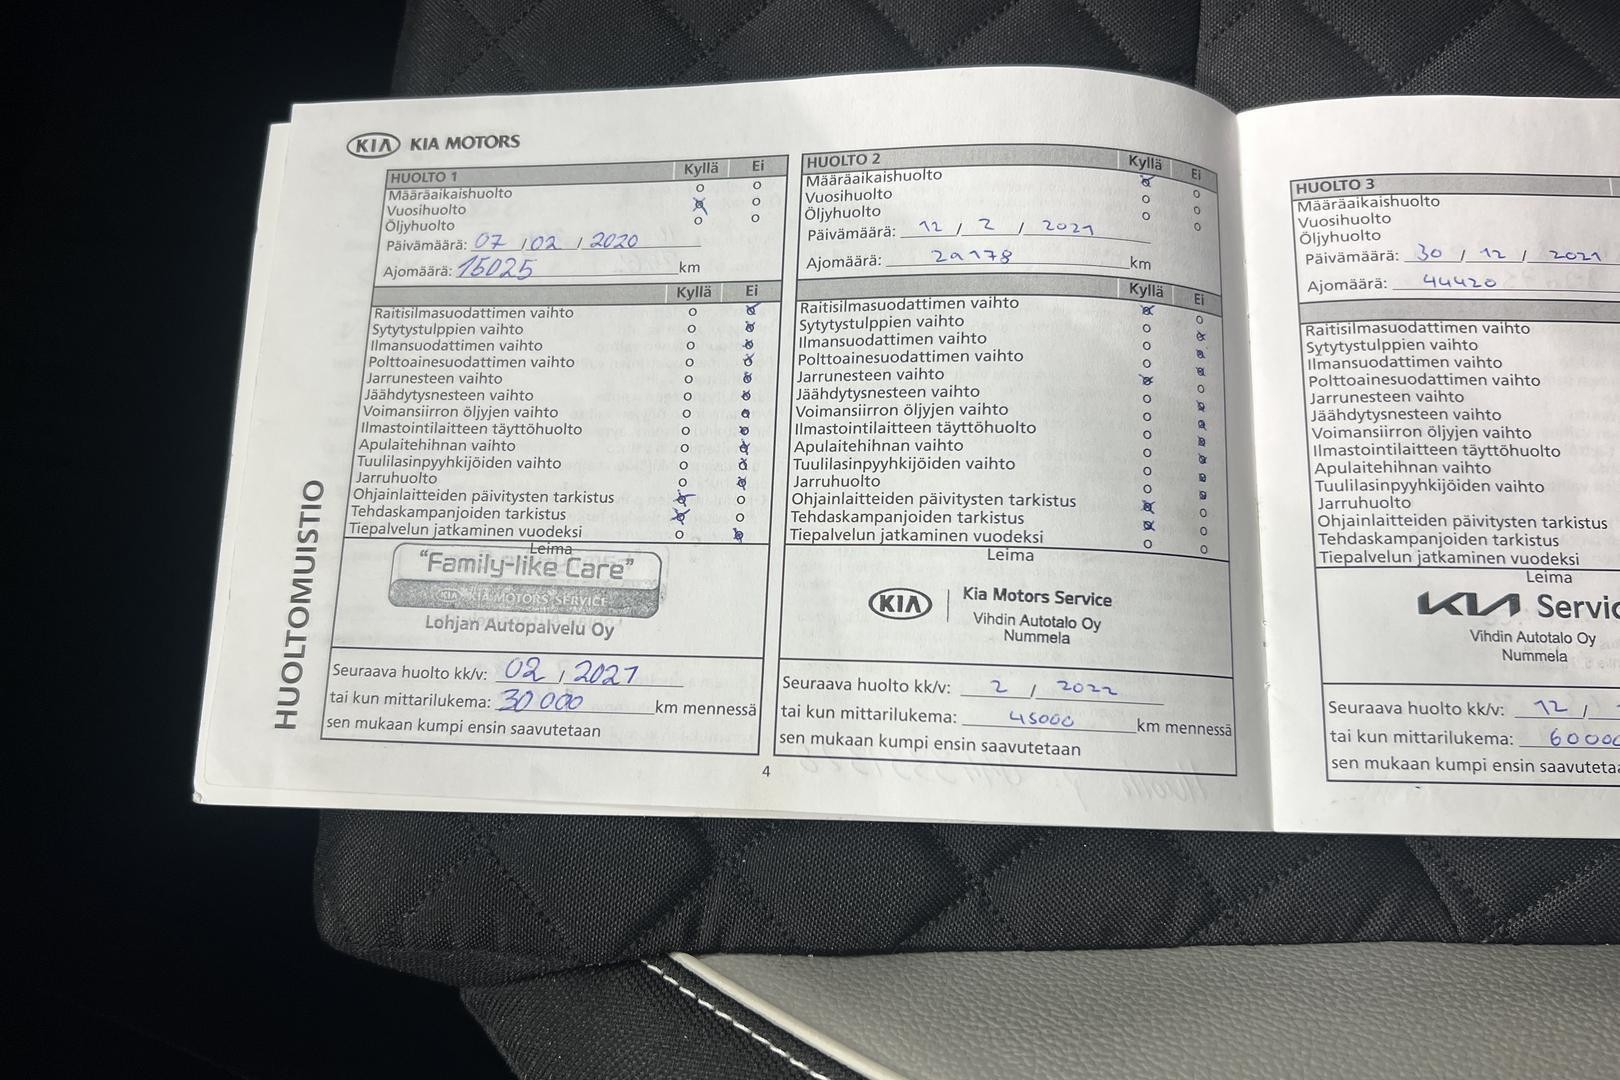 KIA KIA MOTORS
HUOLTOMUISTIO
HUOLTO 1 Kyllä Ei
Määräaikaishuolto
Vuosihuolto
Öljyhuolto
Päivämäärä: 07 / 02 / 2020
Ajomäärä: 15025 km
Kyllä Ei
Raitisilmasuodattimen vaihto
Sytytystulppien vaihto
Ilmansuodattimen vaihto
Polttoainesuodattimen vaihto
Jarrunesteen vaihto
Jäähdytysnesteen vaihto
Voimansiirron öljyjen vaihto
Ilmastointilaitteen täyttöhuolto
Apulaitehihnan vaihto
Tuulilasinpyyhkijöiden vaihto
Jarruhuolto
Ohjainlaitteiden päivitysten tarkistus
Tehdaskampanjoiden tarkistus
Tiepalvelun jatkaminen vuodeksi
Leima
"Family-like Care"
KIA KIA MOTORS SERVICE
Lohjan Autopalvelu Oy
Seuraava huolto kk/v: 02 / 2021
tai kun mittarilukema: 30 000 km mennessä
sen mukaan kumpi ensin saavutetaan
HUOLTO 2 Kyllä Ei
Määräaikaishuolto
Vuosihuolto
Öljyhuolto
Päivämäärä: 12 / 2 / 2021
Ajomäärä: 29178 km
Kyllä Ei
Raitisilmasuodattimen vaihto
Sytytystulppien vaihto
Ilmansuodattimen vaihto
Polttoainesuodattimen vaihto
Jarrunesteen vaihto
Jäähdytysnesteen vaihto
Voimansiirron öljyjen vaihto
Ilmastointilaitteen täyttöhuolto
Apulaitehihnan vaihto
Tuulilasinpyyhkijöiden vaihto
Jarruhuolto
Ohjainlaitteiden päivitysten tarkistus
Tehdaskampanjoiden tarkistus
Tiepalvelun jatkaminen vuodeksi
Leima
KIA Kia Motors Service
Vihdin Autotalo Oy
Nummela
Seuraava huolto kk/v: 2 / 2022
tai kun mittarilukema: 45000 km mennessä
sen mukaan kumpi ensin saavutetaan
4
HUOLTO 3
Määräaikaishuolto
Vuosihuolto
Öljyhuolto
Päivämäärä: 30 / 12 / 2021
Ajomäärä: 44420
Raitisilmasuodattimen vaihto
Sytytystulppien vaihto
Ilmansuodattimen vaihto
Polttoainesuodattimen vaihto
Jarrunesteen vaihto
Jäähdytysnesteen vaihto
Voimansiirron öljyjen vaihto
Ilmastointilaitteen täyttöhuolto
Apulaitehihnan vaihto
Tuulilasinpyyhkijöiden vaihto
Jarruhuolto
Ohjainlaitteiden päivitysten tarkistus
Tehdaskampanjoiden tarkistus
Tiepalvelun jatkaminen vuodeksi
Leima
KIA Servic
Vihdin Autotalo Oy
Nummela
Seuraava huolto kk/v: 12 /
tai kun mittarilukema: 60000
sen mukaan kumpi ensin saavuteta